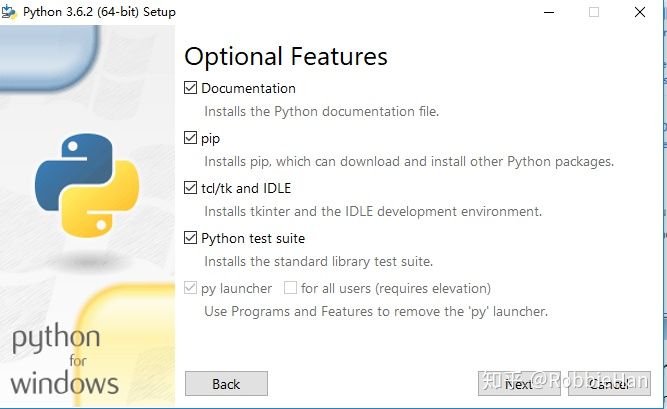 Python 3.6.2 (64-bit) Setup
Optional Features
Documentation
Installs the Python documentation file.
pip
Installs pip, which can download and install other Python packages.
tcl/tk and IDLE
Installs tkinter and the IDLE development environment.
Python test suite
Installs the standard library test suite.
py launcher for all users (requires elevation)
Use Programs and Features to remove the 'py' launcher.
python
for
windows
Back
Next
Cancel
知乎 @RobbinHan